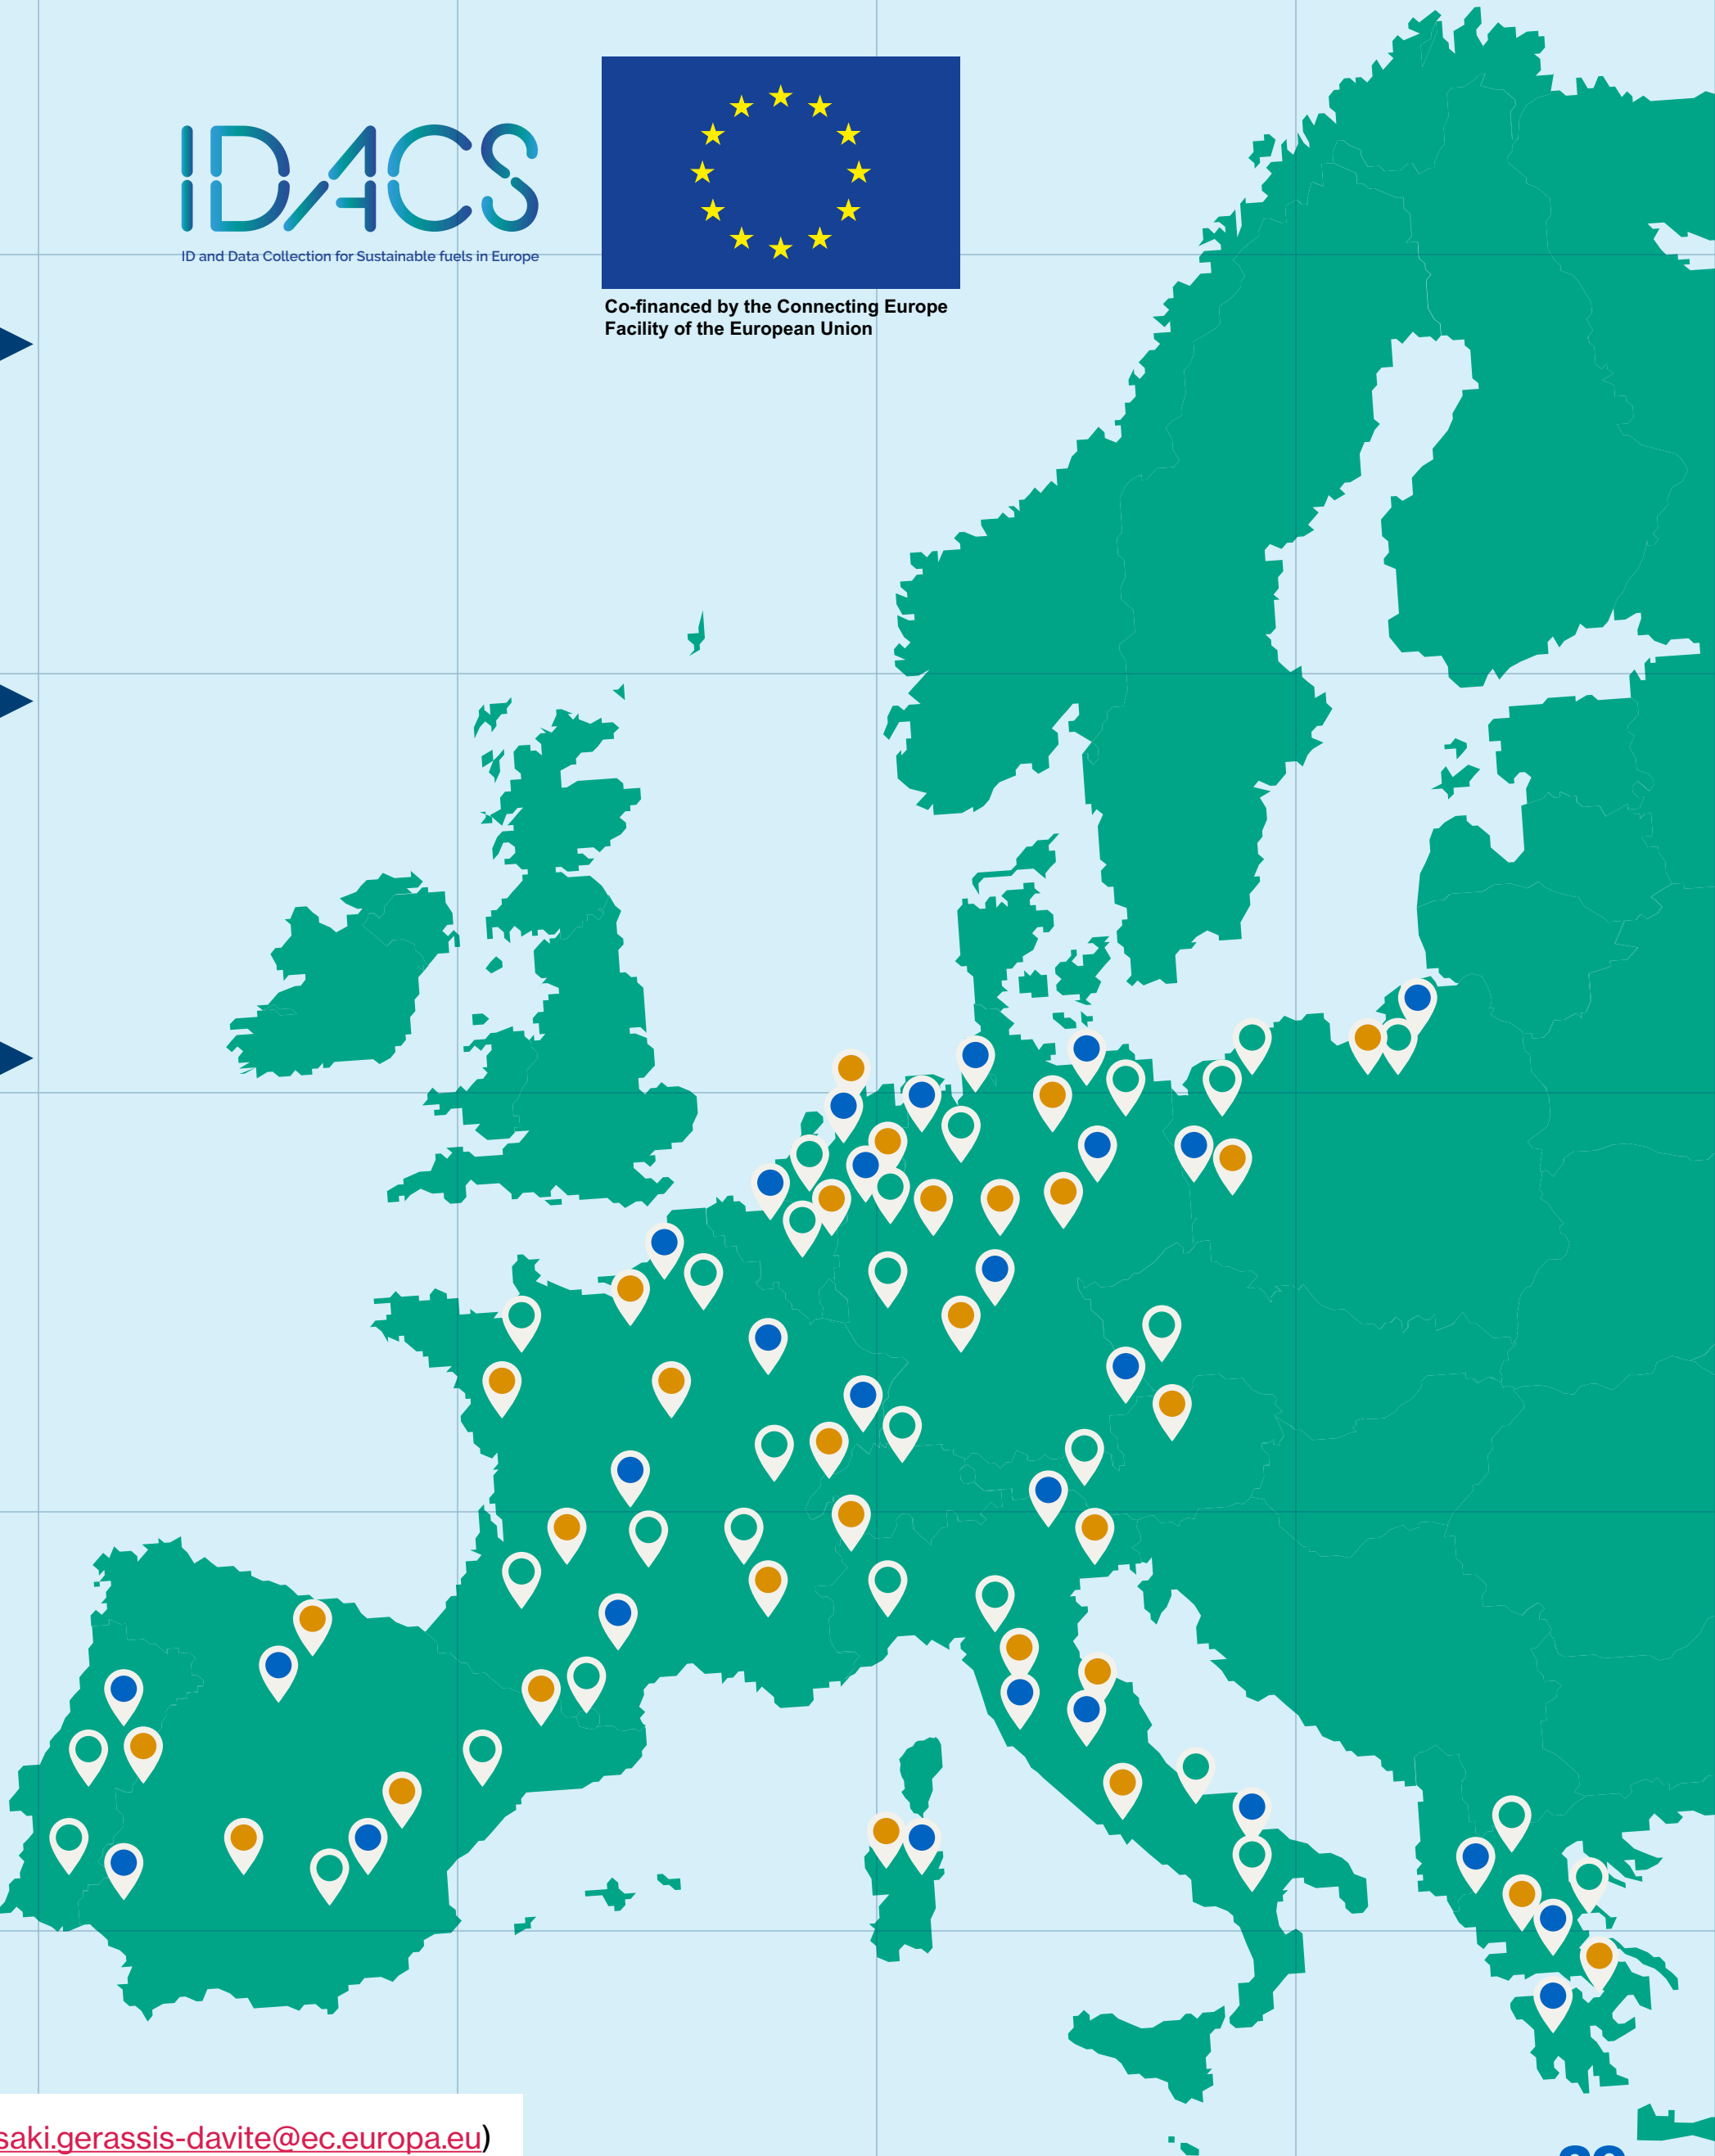 IDACS
ID and Data Collection for Sustainable fuels in Europe
Co-financed by the Connecting Europe
Facility of the European Union
saki.gerassis-davite@ec.europa.eu)